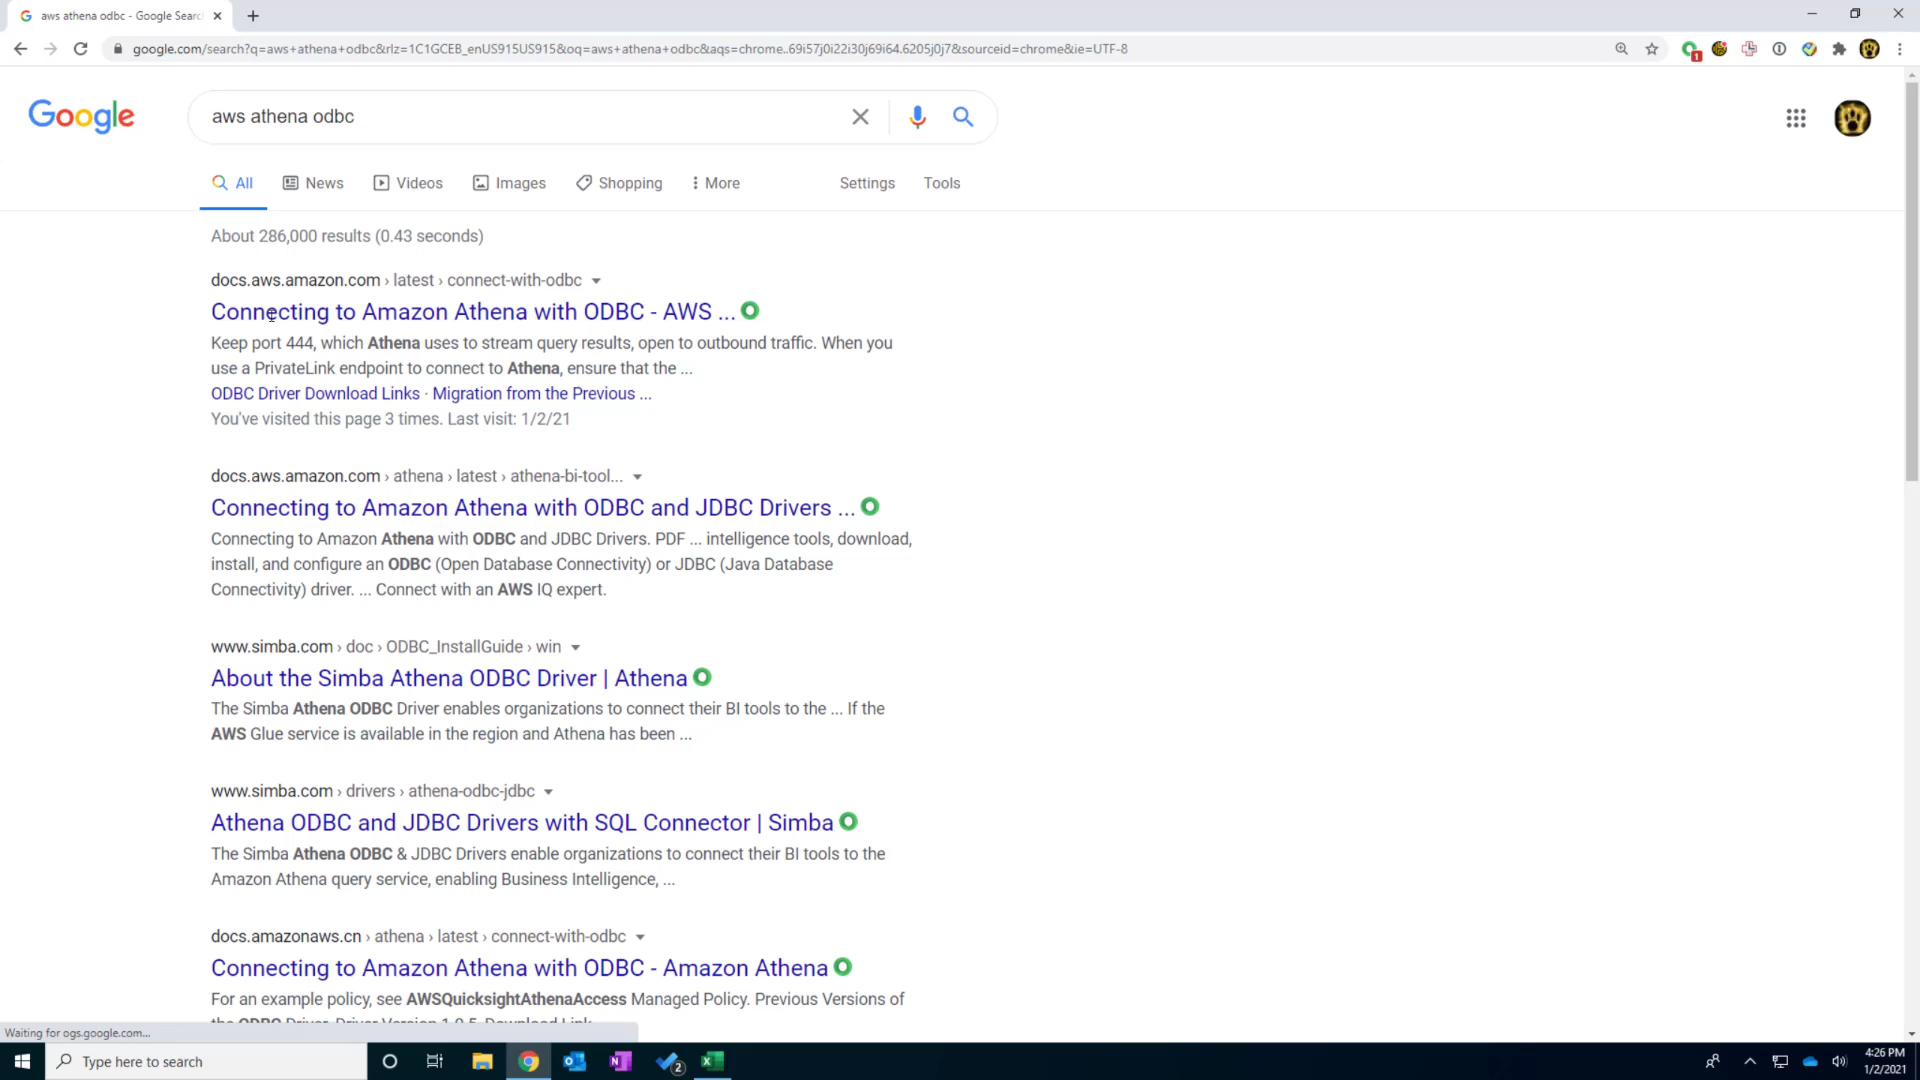 aws athena odbc - Google Searc
google.com/search?q=aws+athena+odbc&rlz=1C1GCEB_enUS915US915&oq=aws+athena+odbc&aqs=chrome..69i57j0i22i30j69i64.6205j0j7&sourceid=chrome&ie=UTF-8
1
Google
aws athena odbc
All
News
Videos
Images
Shopping
More
Settings
Tools
About 286,000 results (0.43 seconds)
docs.aws.amazon.com › latest › connect-with-odbc
Connecting to Amazon Athena with ODBC - AWS ...
Keep port 444, which Athena uses to stream query results, open to outbound traffic. When you
use a PrivateLink endpoint to connect to Athena, ensure that the ...
ODBC Driver Download Links · Migration from the Previous ...
You've visited this page 3 times. Last visit: 1/2/21
docs.aws.amazon.com › athena › latest › athena-bi-tool...
Connecting to Amazon Athena with ODBC and JDBC Drivers ...
Connecting to Amazon Athena with ODBC and JDBC Drivers. PDF ... intelligence tools, download,
install, and configure an ODBC (Open Database Connectivity) or JDBC (Java Database
Connectivity) driver. ... Connect with an AWS IQ expert.
www.simba.com › doc › ODBC_InstallGuide › win
About the Simba Athena ODBC Driver | Athena
The Simba Athena ODBC Driver enables organizations to connect their BI tools to the ... If the
AWS Glue service is available in the region and Athena has been ...
www.simba.com › drivers › athena-odbc-jdbc
Athena ODBC and JDBC Drivers with SQL Connector | Simba
The Simba Athena ODBC & JDBC Drivers enable organizations to connect their BI tools to the
Amazon Athena query service, enabling Business Intelligence, ...
docs.amazonaws.cn › athena › latest › connect-with-odbc
Connecting to Amazon Athena with ODBC - Amazon Athena
For an example policy, see AWSQuicksightAthenaAccess Managed Policy. Previous Versions of
the ODBC Driver. Driver Version 1.0.5. Download Link
Waiting for ogs.google.com...
Type here to search
2
4:26 PM
1/2/2021